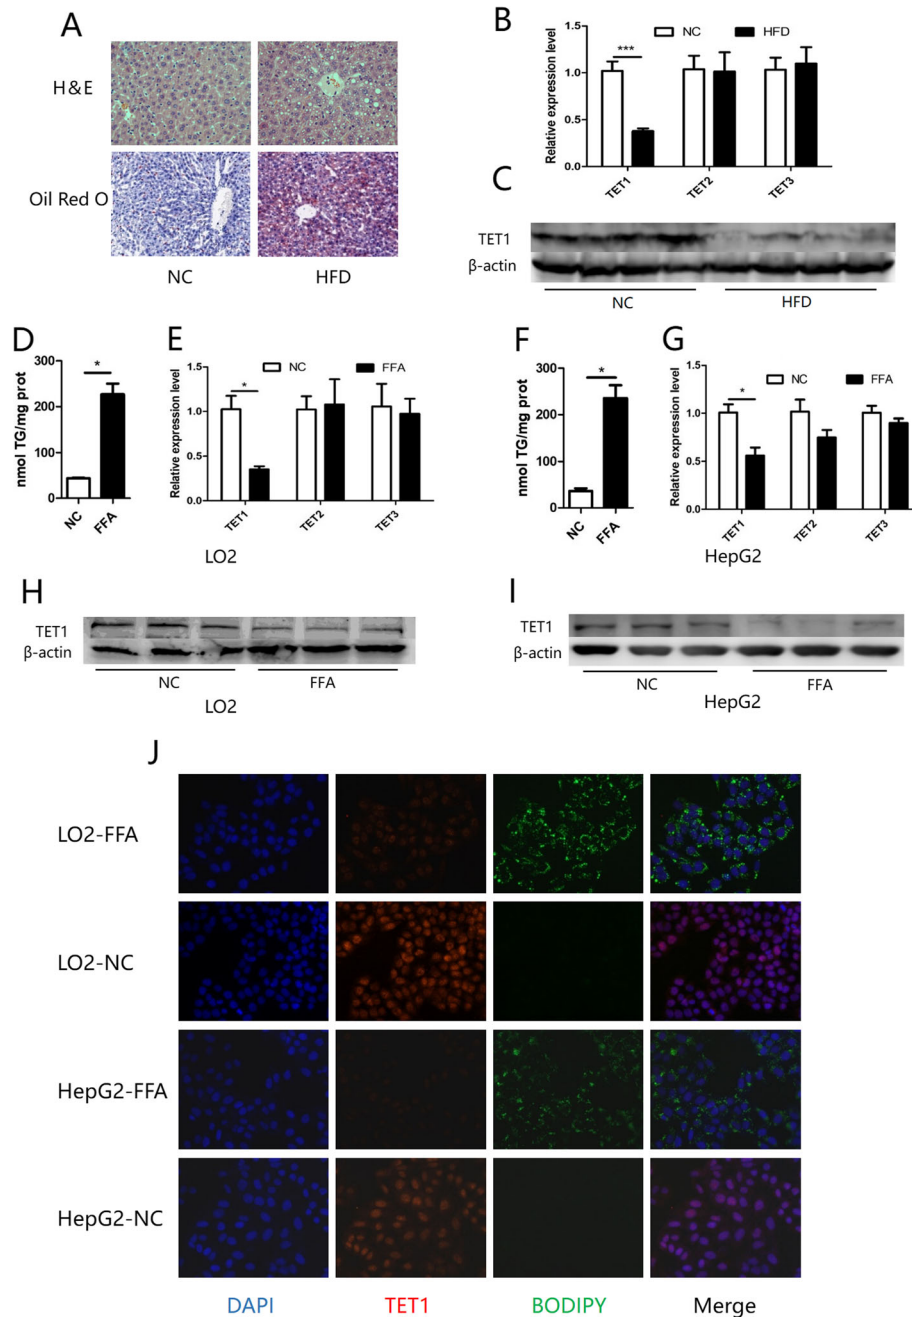 A
H&E
Oil Red O
NC
HFD
B
NC
HFD
Relative expression level
1.5
1.0
0.5
0.0
***
TET1
TET2
TET3
C
TET1
β-actin
NC
HFD
D
nmol TG/mg prot
300
200
100
0
*
NC
FFA
E
Relative expression level
1.5
1.0
0.5
0.0
NC
FFA
*
TET1
TET2
TET3
LO2
F
nmol TG/mg prot
300
200
100
0
*
NC
FFA
G
Relative expression level
1.5
1.0
0.5
0.0
NC
FFA
*
TET1
TET2
TET3
HepG2
H
TET1
β-actin
NC
FFA
LO2
I
TET1
β-actin
NC
FFA
HepG2
J
LO2-FFA
LO2-NC
HepG2-FFA
HepG2-NC
DAPI
TET1
BODIPY
Merge